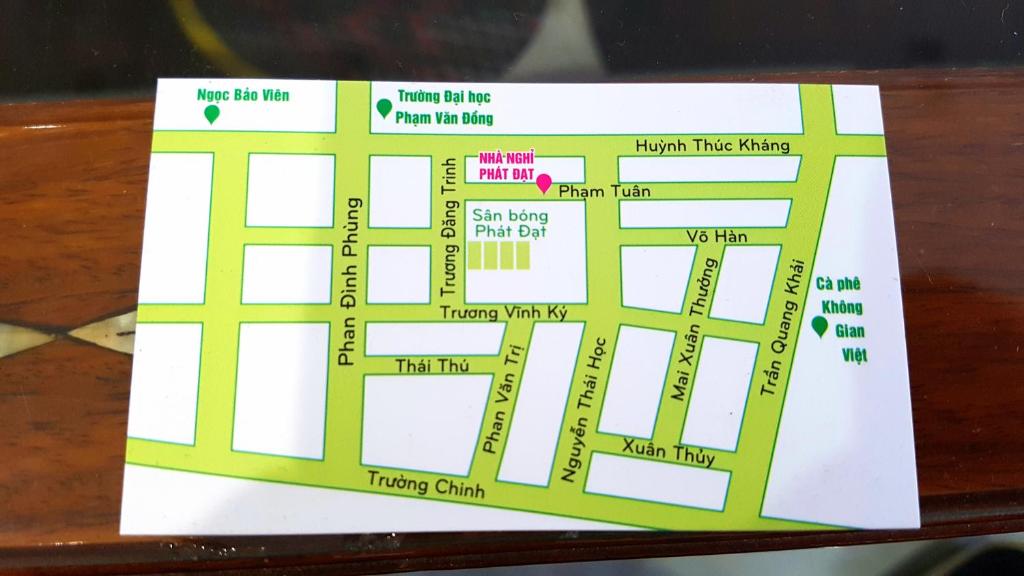 Ngọc Bảo Viên
Trường Đại học
Phạm Văn Đồng
Huỳnh Thúc Kháng
NHÀ NGHỈ
PHÁT ĐẠT
Phạm Tuân
Trương Đăng Trinh
Phan Đình Phùng
Sân bóng
Phát Đạt
Võ Hàn
Cà phê
Không
Gian
Việt
Trần Quang Khải
Mai Xuân Thưởng
Trương Vĩnh Ký
Thái Thú
Phan Văn Trị
Nguyễn Thái Học
Xuân Thủy
Trường Chinh